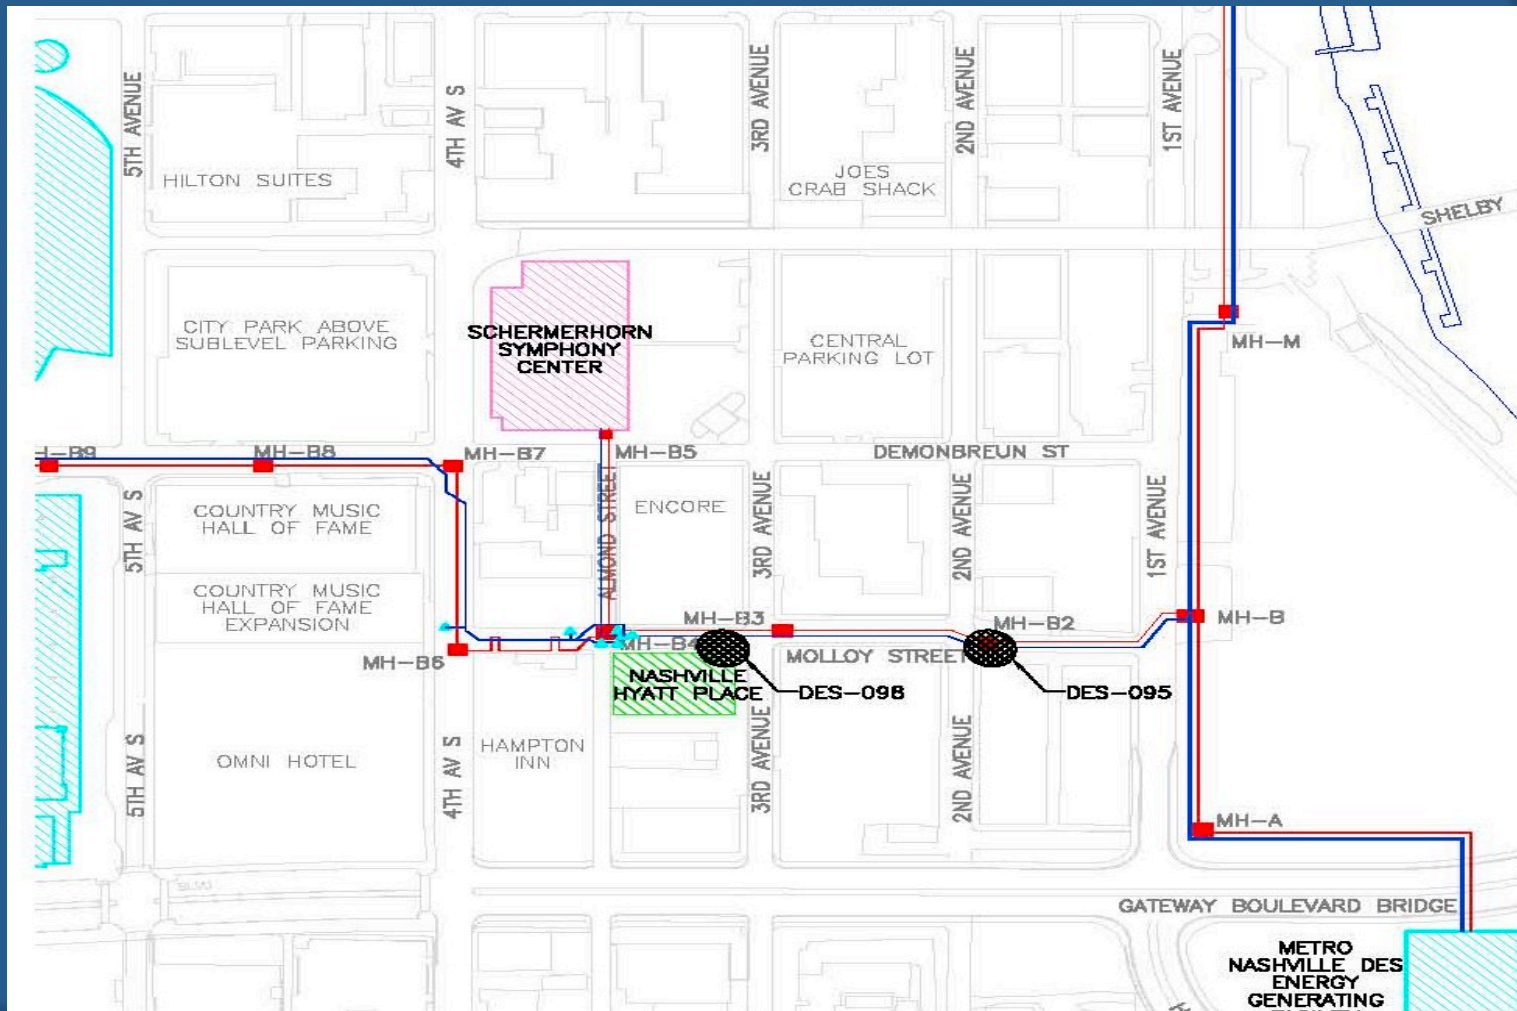 5TH AVENUE
4TH AV S
3RD AVENUE
2ND AVENUE
1ST AVENUE
HILTON SUITES
JOES
CRAB SHACK
SHELBY
CITY PARK ABOVE
SUBLEVEL PARKING
SCHERMERHORN
SYMPHONY
CENTER
CENTRAL
PARKING LOT
MH-M
MH-B8
MH-B7
MH-B5
DEMONBREUN ST
5TH AV S
COUNTRY MUSIC
HALL OF FAME
ALMOND STREET
ENCORE
3RD AVENUE
2ND AVENUE
1ST AVENUE
COUNTRY MUSIC
HALL OF FAME
EXPANSION
MH-B3
MH-B2
MH-B
MH-B6
MH-B4
MOLLOY STREET
NASHVILLE
HYATT PLACE
DES-098
DES-095
5TH AV S
OMNI HOTEL
4TH AV S
HAMPTON
INN
3RD AVENUE
2ND AVENUE
MH-A
GATEWAY BOULEVARD BRIDGE
METRO
NASHVILLE DES
ENERGY
GENERATING